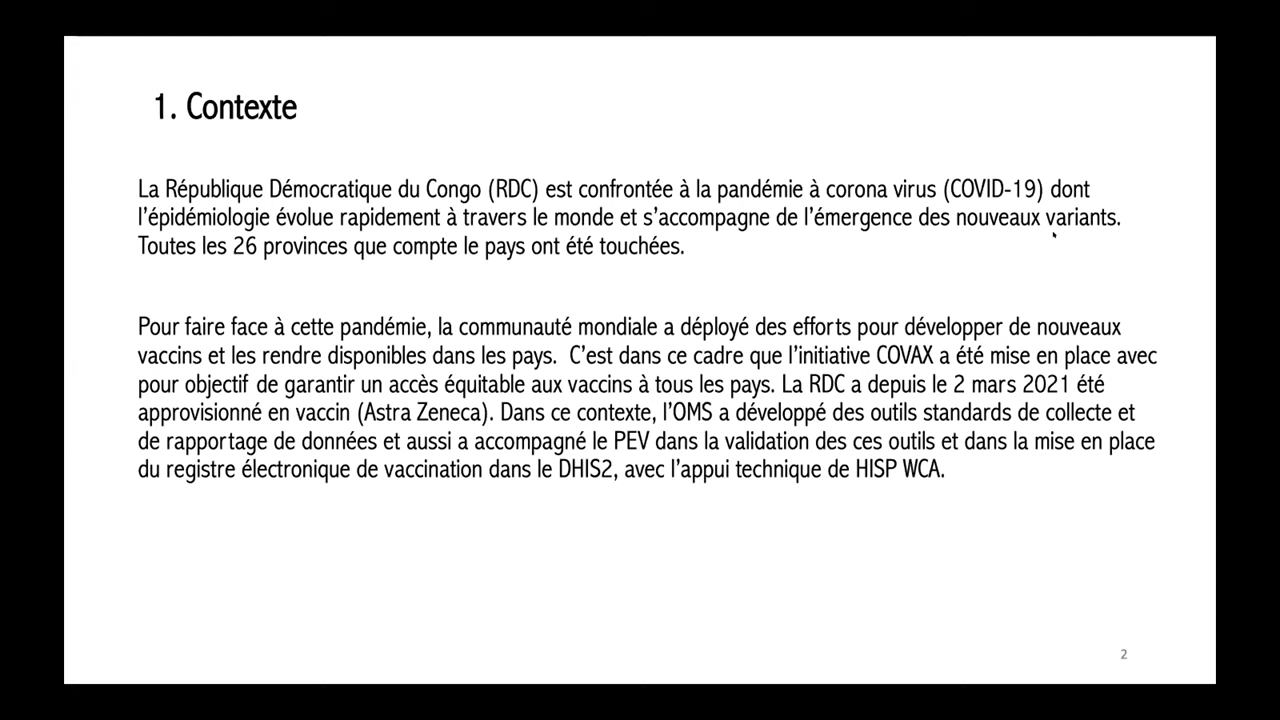 1. Contexte
La République Démocratique du Congo (RDC) est confrontée à la pandémie à corona virus (COVID-19) dont
l’épidémiologie évolue rapidement à travers le monde et s’accompagne de l’émergence des nouveaux variants.
Toutes les 26 provinces que compte le pays ont été touchées.
Pour faire face à cette pandémie, la communauté mondiale a déployé des efforts pour développer de nouveaux
vaccins et les rendre disponibles dans les pays.  C’est dans ce cadre que l’initiative COVAX a été mise en place avec
pour objectif de garantir un accès équitable aux vaccins à tous les pays. La RDC a depuis le 2 mars 2021 été
approvisionné en vaccin (Astra Zeneca). Dans ce contexte, l’OMS a développé des outils standards de collecte et
de rapportage de données et aussi a accompagné le PEV dans la validation des ces outils et dans la mise en place
du registre électronique de vaccination dans le DHIS2, avec l’appui technique de HISP WCA.
2